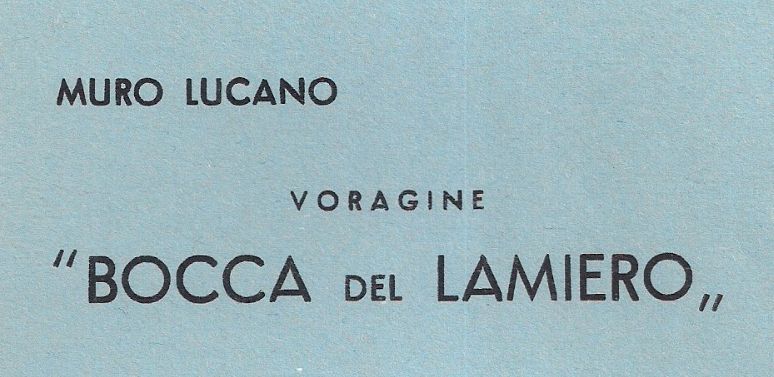 MURO LUCANO
VORAGINE
"BOCCA DEL LAMIERO„